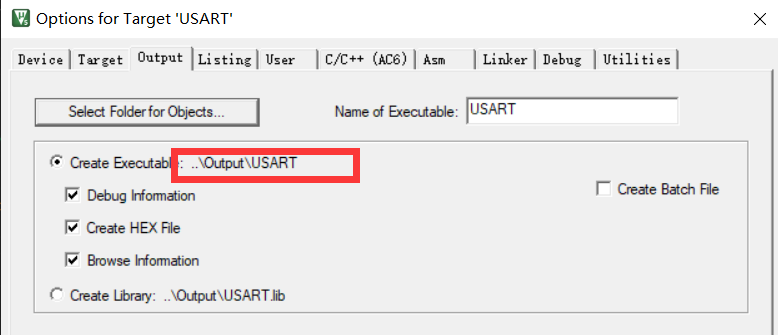 Options for Target 'USART'
Device Target Output Listing User C/C++ (AC6) Asm Linker Debug Utilities
Select Folder for Objects... Name of Executable: USART
Create Executable: ..\Output\USART
Debug Information Create Batch File
Create HEX File
Browse Information
Create Library: ..\Output\USART.lib